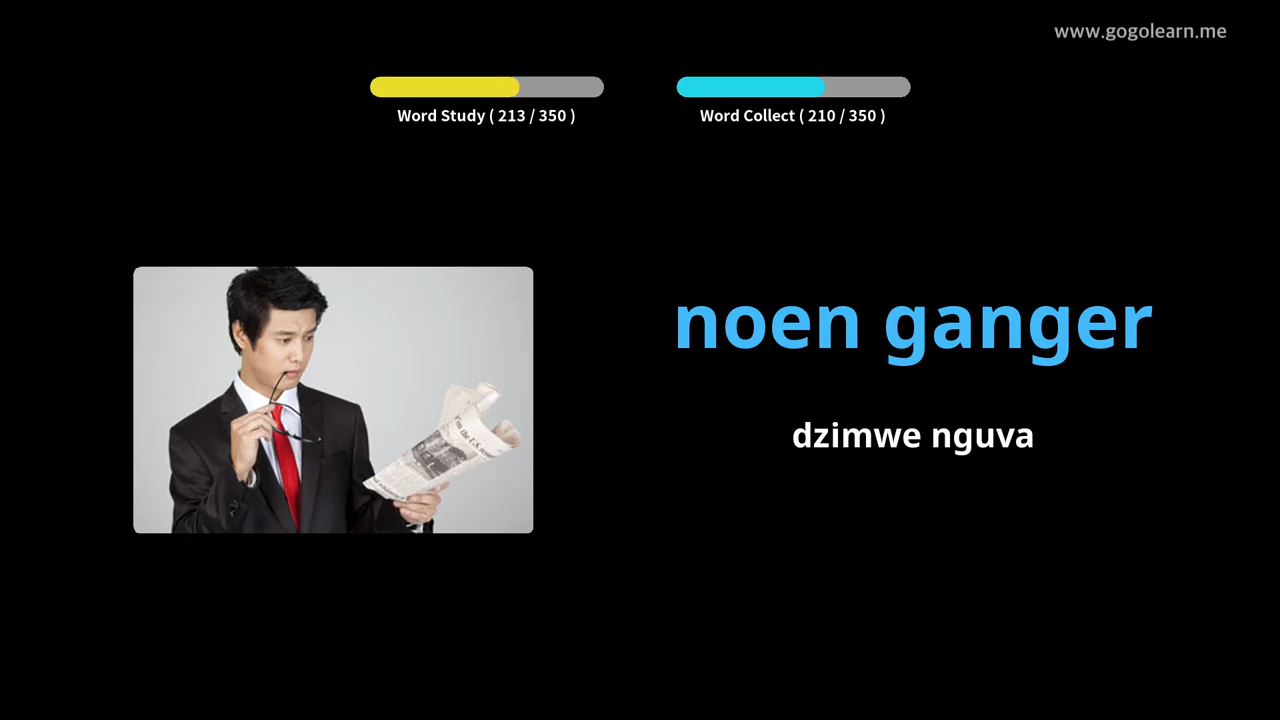 www.gogolearn.me
Word Study ( 213 / 350 )
Word Collect ( 210 / 350 )
noen ganger
dzimwe nguva